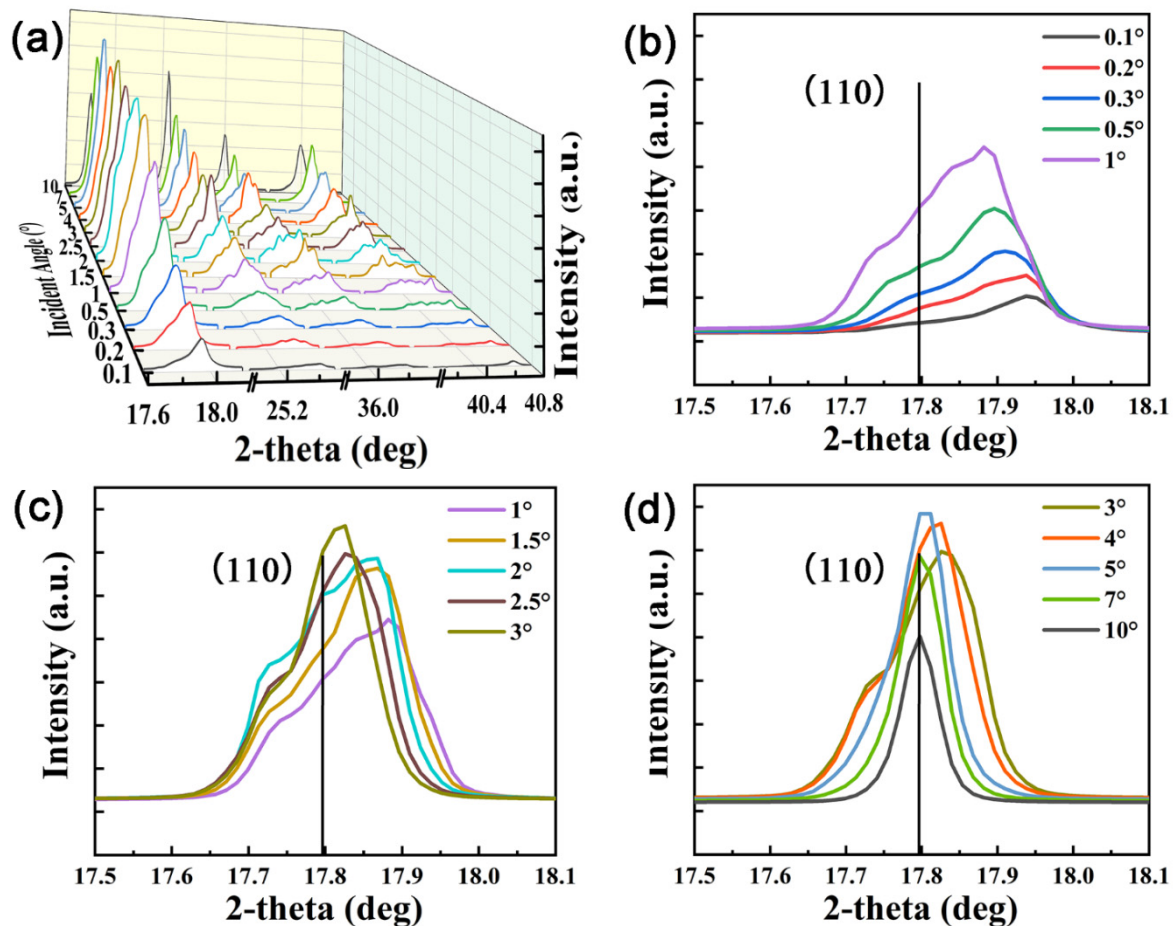 (a)
Incident Angle (°)
10
7
5
4
3
2.5
2
1.5
1
0.5
0.3
0.2
0.1
17.6 18.0 25.2 36.0 40.4 40.8
2-theta (deg)
Intensity (a.u.)
(b)
(110)
0.1°
0.2°
0.3°
0.5°
1°
Intensity (a.u.)
17.5 17.6 17.7 17.8 17.9 18.0 18.1
2-theta (deg)
(c)
(110)
1°
1.5°
2°
2.5°
3°
Intensity (a.u.)
17.5 17.6 17.7 17.8 17.9 18.0 18.1
2-theta (deg)
(d)
(110)
3°
4°
5°
7°
10°
Intensity (a.u.)
17.5 17.6 17.7 17.8 17.9 18.0 18.1
2-theta (deg)